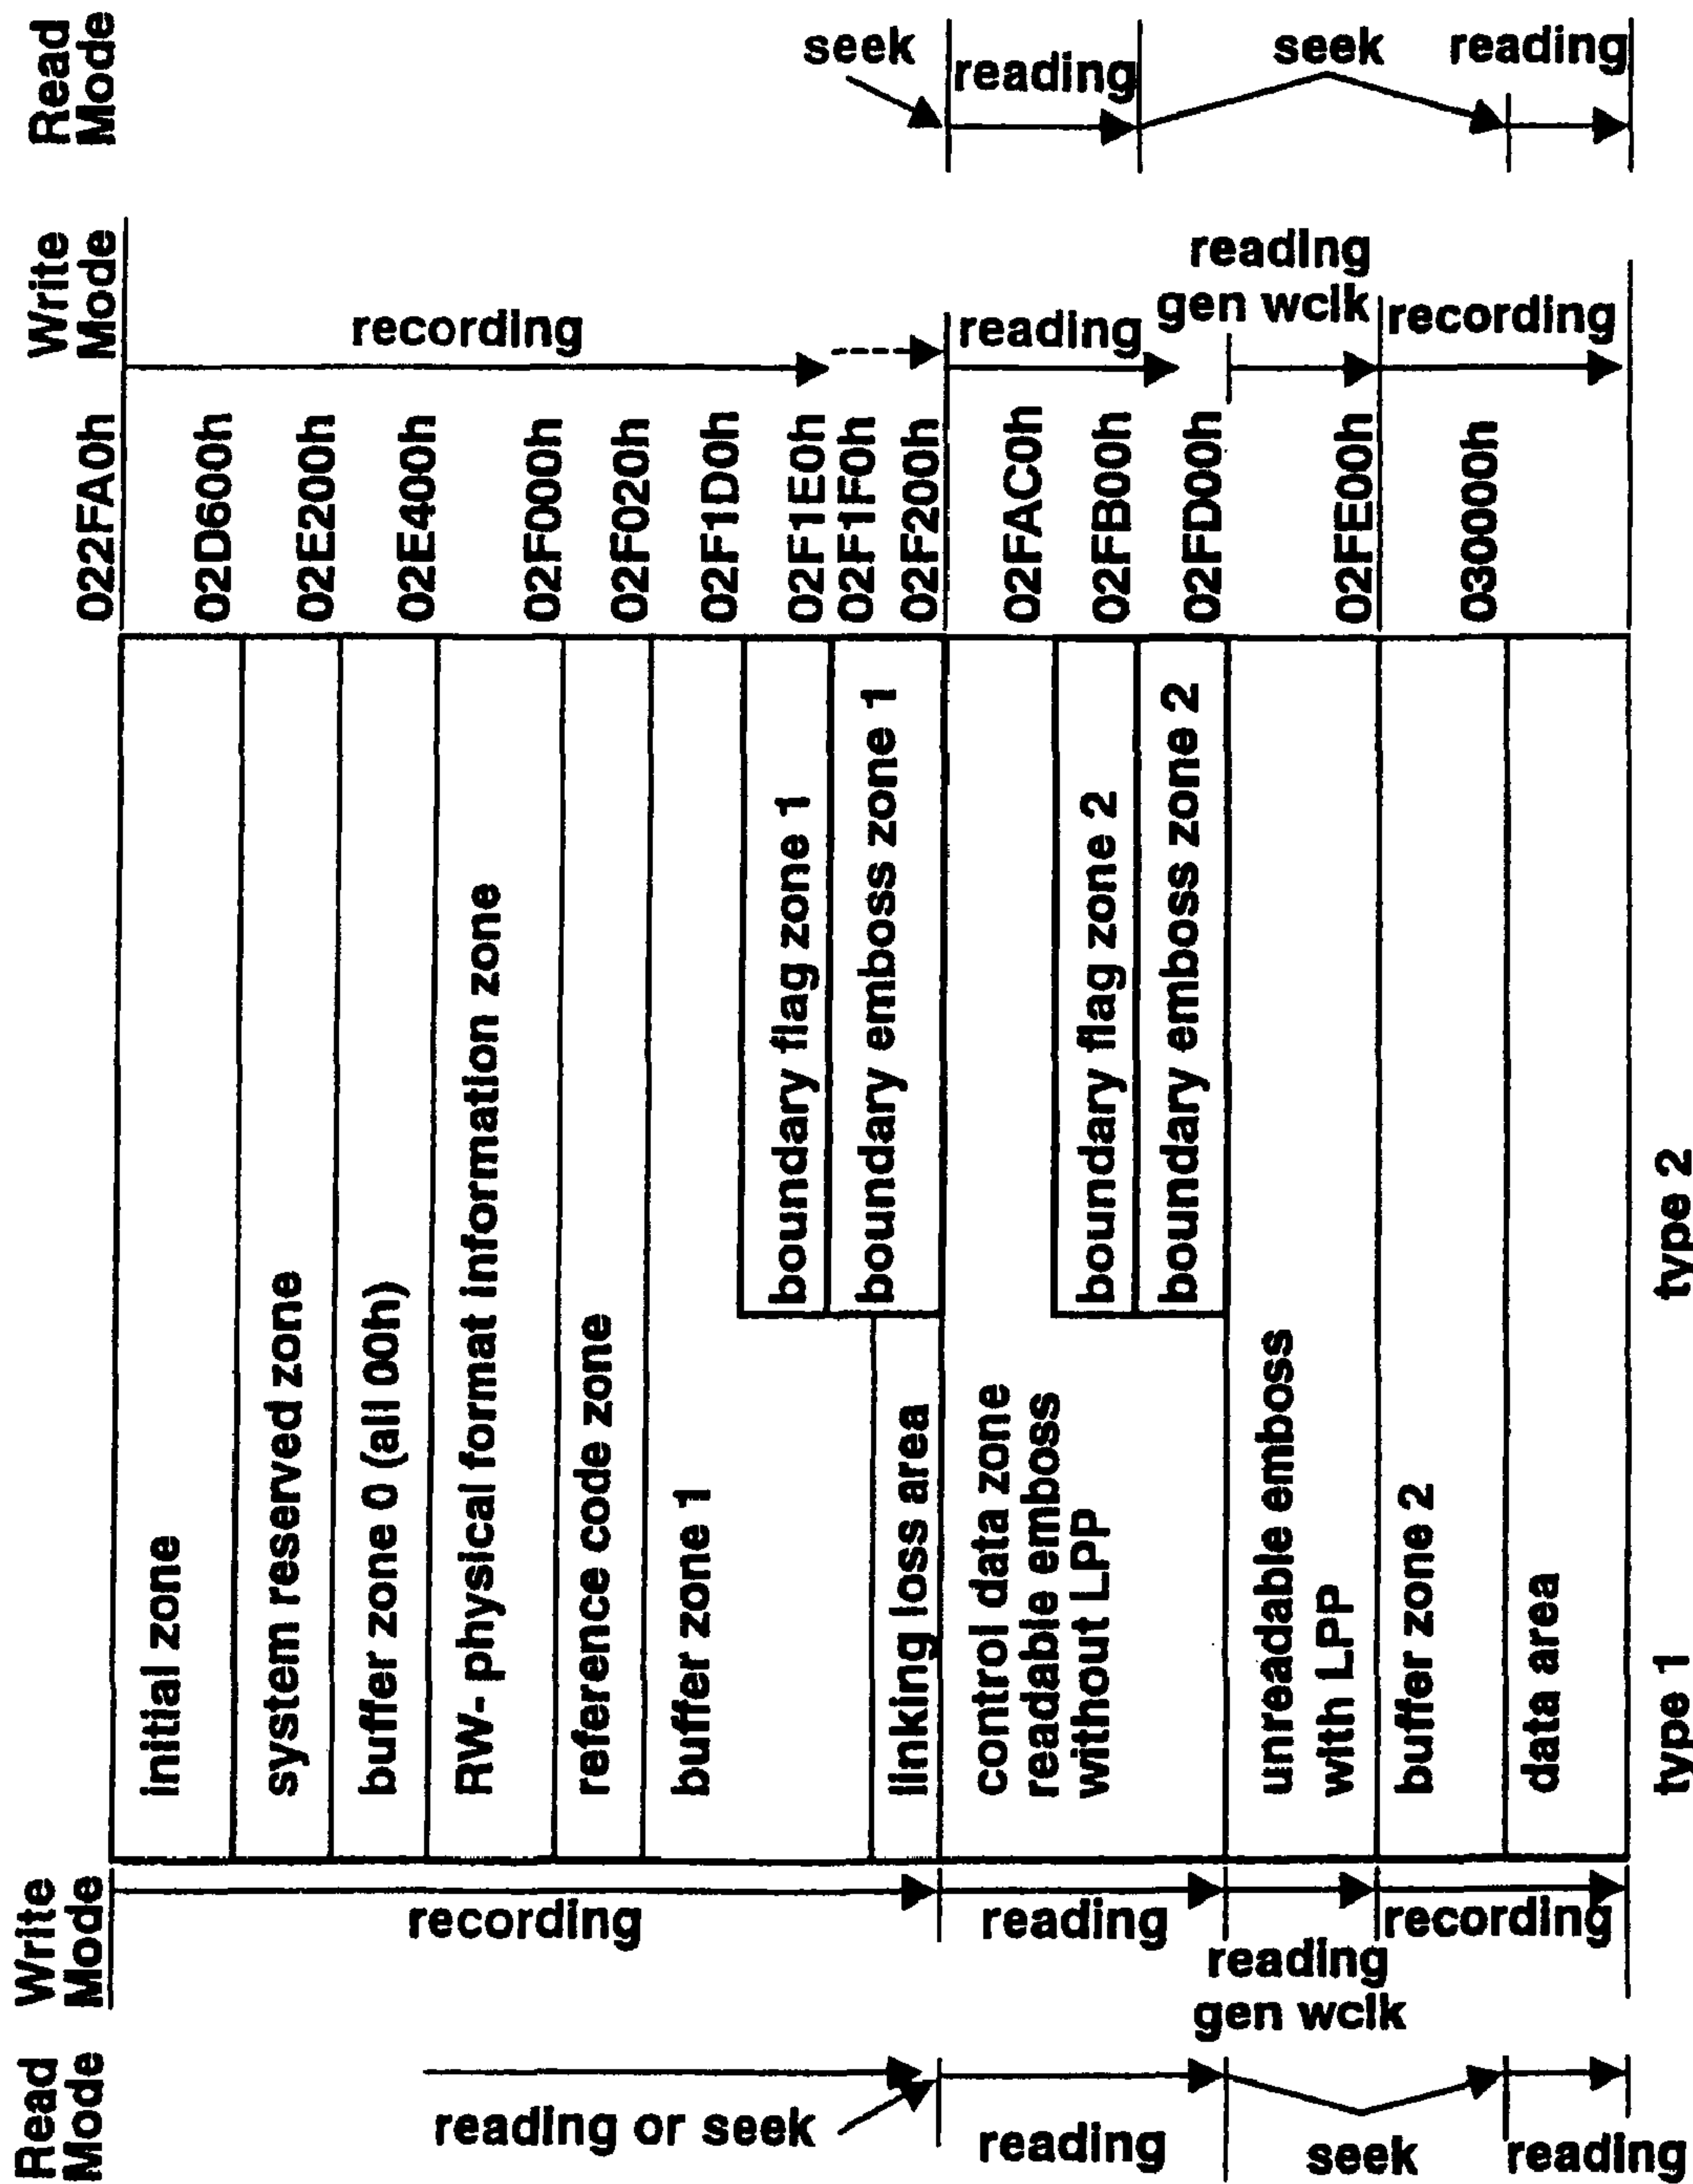 Read
Mode
seek
reading
seek
reading
Write
Mode
recording
reading
reading
gen wclk
recording
022FA0h
02D600h
02E200h
02E400h
02F000h
02F020h
02F1D0h
02F1E0h
02F1F0h
02F200h
02FAC0h
02FB00h
02FD00h
02FE00h
030000h
initial zone
system reserved zone
buffer zone 0 (all 00h)
RW- physical format information zone
reference code zone
buffer zone 1
boundary flag zone 1
boundary emboss zone 1
linking loss area
control data zone
readable emboss
without LPP
boundary flag zone 2
boundary emboss zone 2
unreadable emboss
with LPP
buffer zone 2
data area
type 1
type 2
Write
Mode
recording
reading
reading
gen wclk
recording
Read
Mode
reading or seek
reading
seek
reading